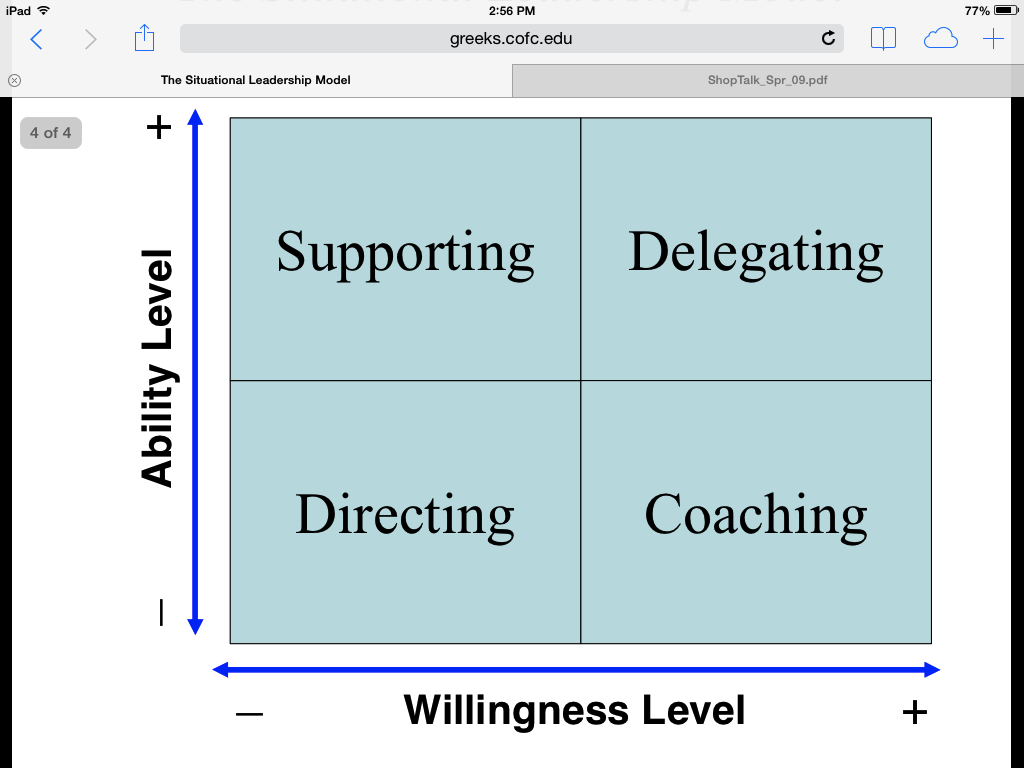 iPad 2:56 PM 77%
greeks.cofc.edu
The Situational Leadership Model ShopTalk_Spr_09.pdf
4 of 4
+
Ability Level
–
Supporting Delegating
Directing Coaching
– Willingness Level +